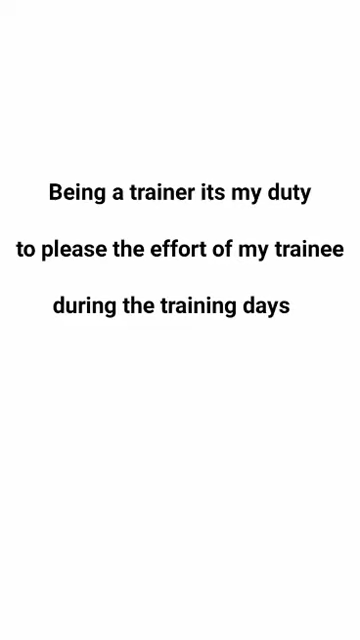 Being a trainer its my duty
to please the effort of my trainee
during the training days